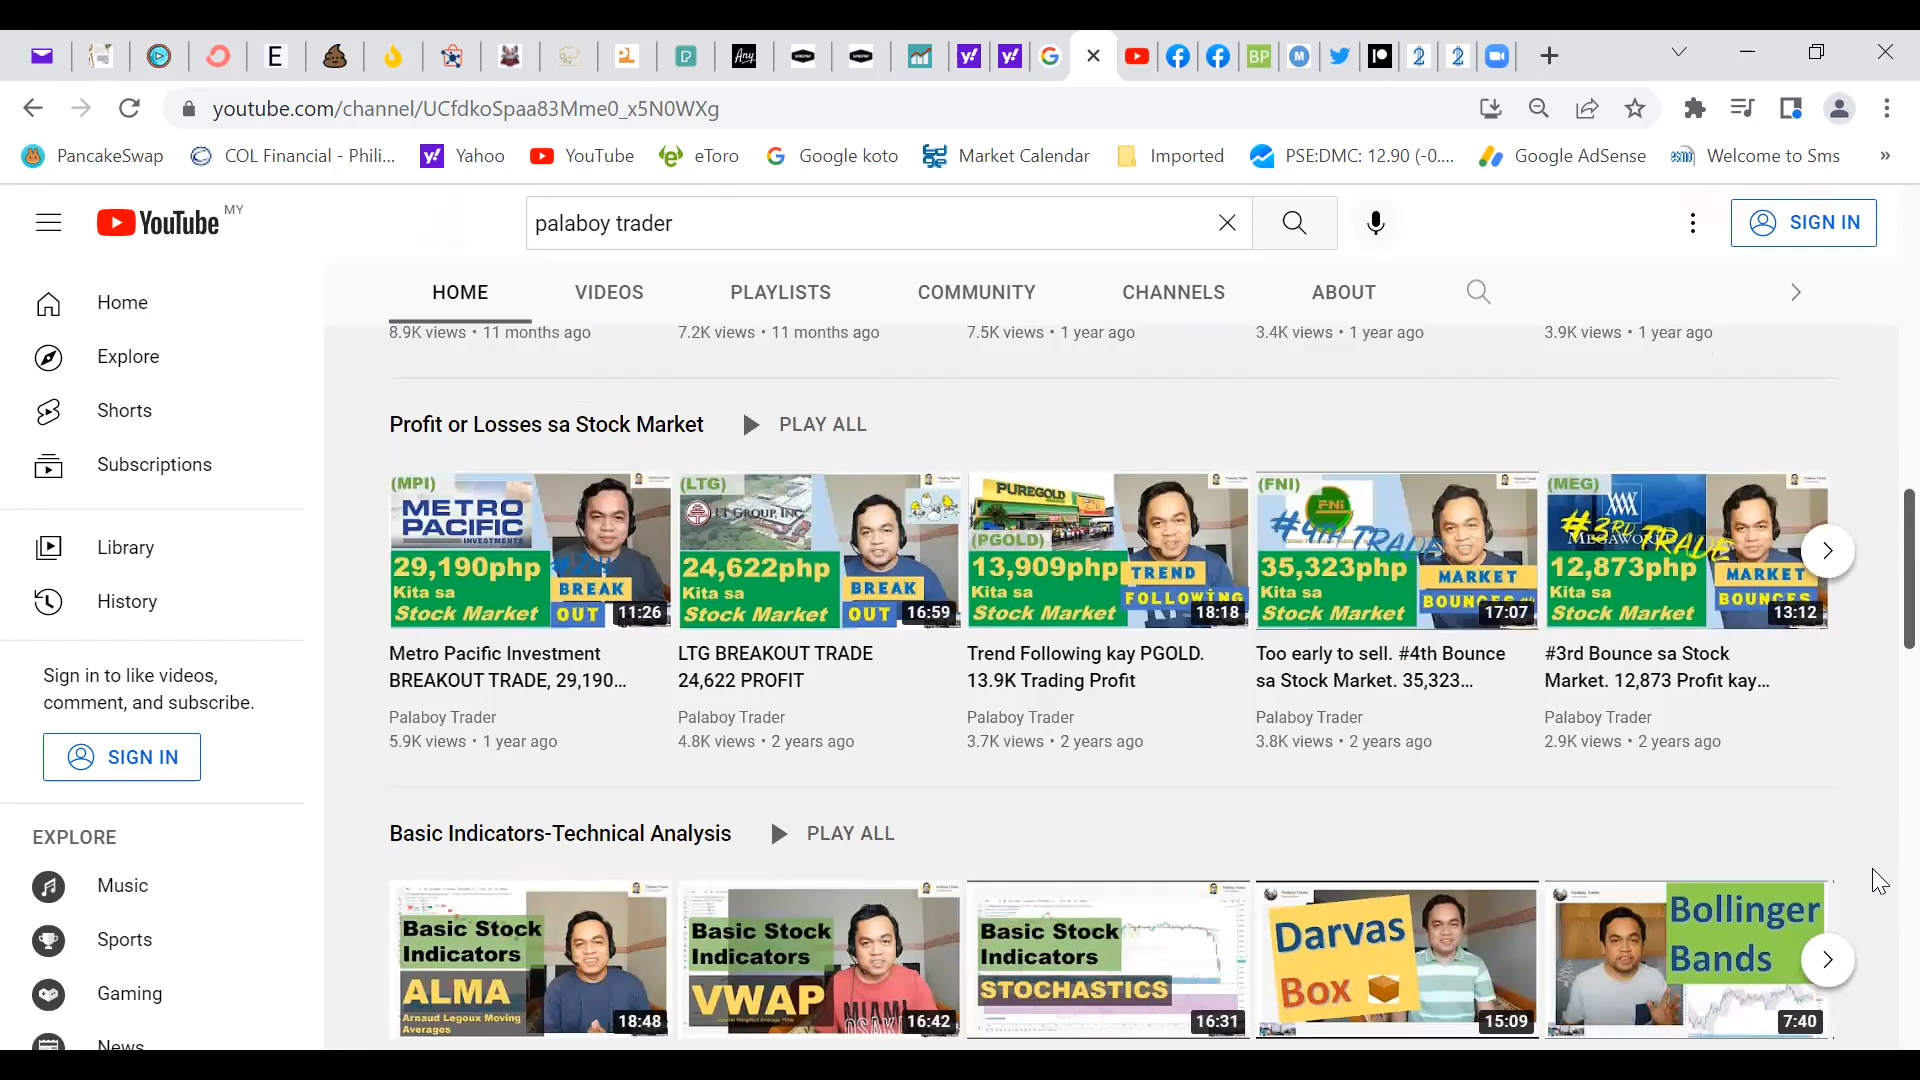 youtube.com/channel/UCfdkoSpaa83Mme0_x5N0WXg
PancakeSwap
COL Financial - Phili...
Yahoo
YouTube
eToro
Google koto
Market Calendar
Imported
PSE:DMC: 12.90 (-0....
Google AdSense
Welcome to Sms
»
YouTube MY
palaboy trader
SIGN IN
HOME
VIDEOS
PLAYLISTS
COMMUNITY
CHANNELS
ABOUT
Home
Explore
Shorts
Subscriptions
Library
History
Sign in to like videos,
comment, and subscribe.
SIGN IN
EXPLORE
Music
Sports
Gaming
News
8.9K views • 11 months ago
7.2K views • 11 months ago
7.5K views • 1 year ago
3.4K views • 1 year ago
3.9K views • 1 year ago
Profit or Losses sa Stock Market
PLAY ALL
(MPI)
METRO
PACIFIC
INVESTMENTS
29,190php
Kita sa
Stock Market
BREAK
OUT
11:26
(LTG)
LT GROUP, INC.
24,622php
Kita sa
Stock Market
BREAK
OUT
16:59
PUREGOLD
(PGOLD)
13,909php
Kita sa
Stock Market
TREND
FOLLOWING
18:18
(FNI)
FNI
#4TH TRADE
35,323php
Kita sa
Stock Market
MARKET
BOUNCES
17:07
(MEG)
#3RD TRADE
12,873php
Kita sa
Stock Market
MARKET
BOUNCES
13:12
Metro Pacific Investment
BREAKOUT TRADE, 29,190...
Palaboy Trader
5.9K views • 1 year ago
LTG BREAKOUT TRADE
24,622 PROFIT
Palaboy Trader
4.8K views • 2 years ago
Trend Following kay PGOLD.
13.9K Trading Profit
Palaboy Trader
3.7K views • 2 years ago
Too early to sell. #4th Bounce
sa Stock Market. 35,323...
Palaboy Trader
3.8K views • 2 years ago
#3rd Bounce sa Stock
Market. 12,873 Profit kay...
Palaboy Trader
2.9K views • 2 years ago
Basic Indicators-Technical Analysis
PLAY ALL
Basic Stock
Indicators
ALMA
Arnaud Legoux Moving
Averages
18:48
Basic Stock
Indicators
VWAP
MIAMI
16:42
Basic Stock
Indicators
STOCHASTICS
16:31
Darvas
Box
15:09
Bollinger
Bands
7:40